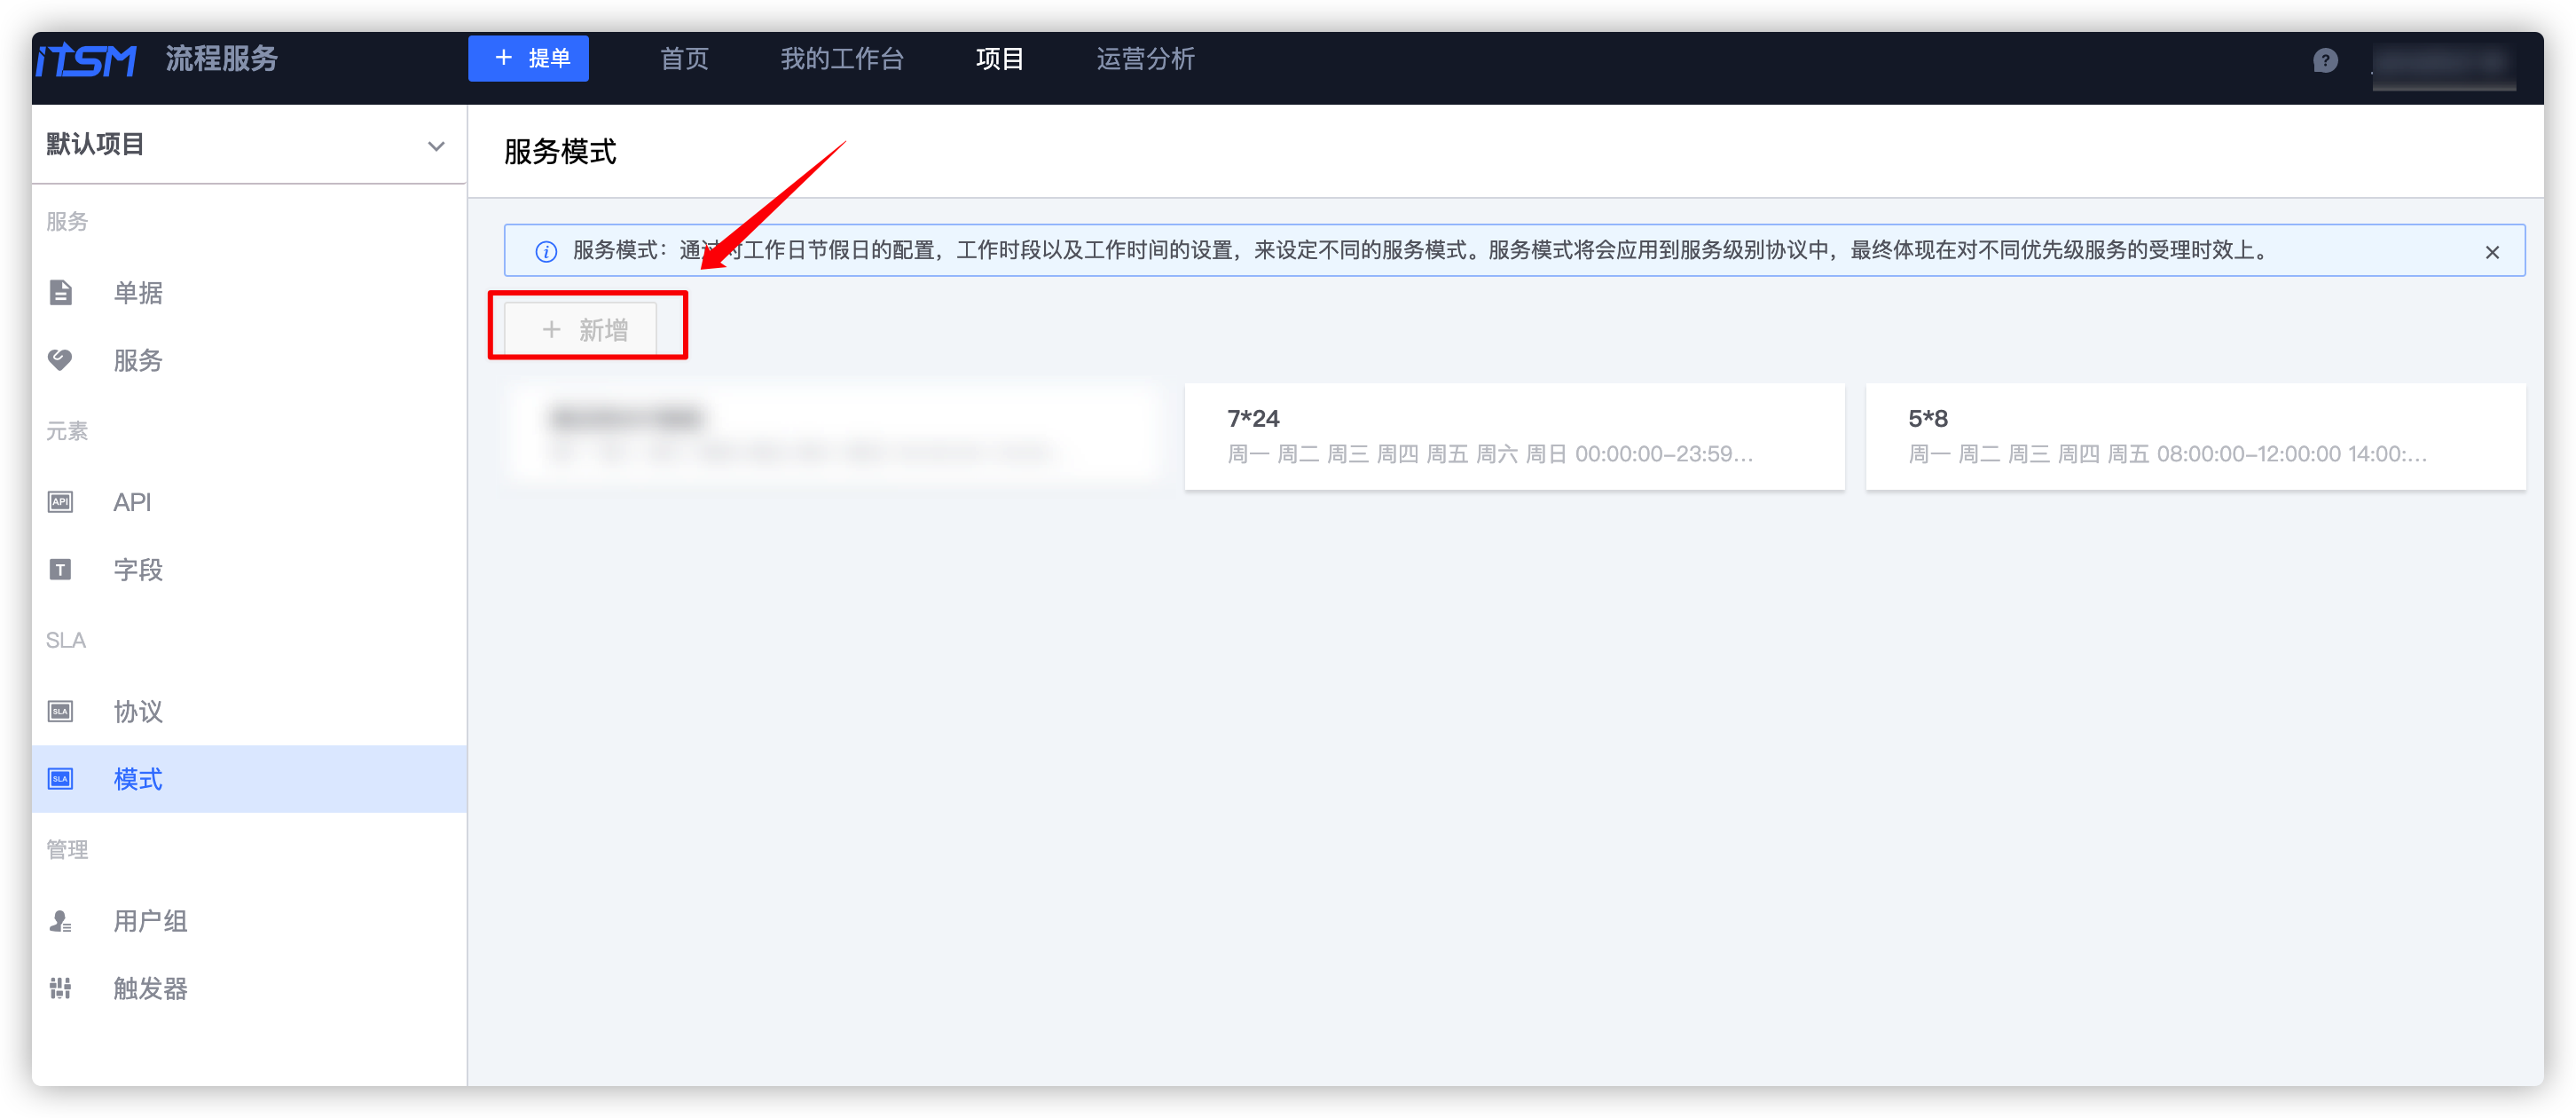 iTSM 流程服务 + 提单 首页 我的工作台 项目 运营分析 ?
默认项目
服务
单据
服务
元素
API API
T 字段
SLA
SLA 协议
SLA 模式
管理
用户组
触发器
服务模式
服务模式：通过 工作日节假日的配置，工作时段以及工作时间的设置，来设定不同的服务模式。服务模式将会应用到服务级别协议中，最终体现在对不同优先级服务的受理时效上。
+ 新增
7*24
周一 周二 周三 周四 周五 周六 周日 00:00:00-23:59...
5*8
周一 周二 周三 周四 周五 08:00:00-12:00:00 14:00:...